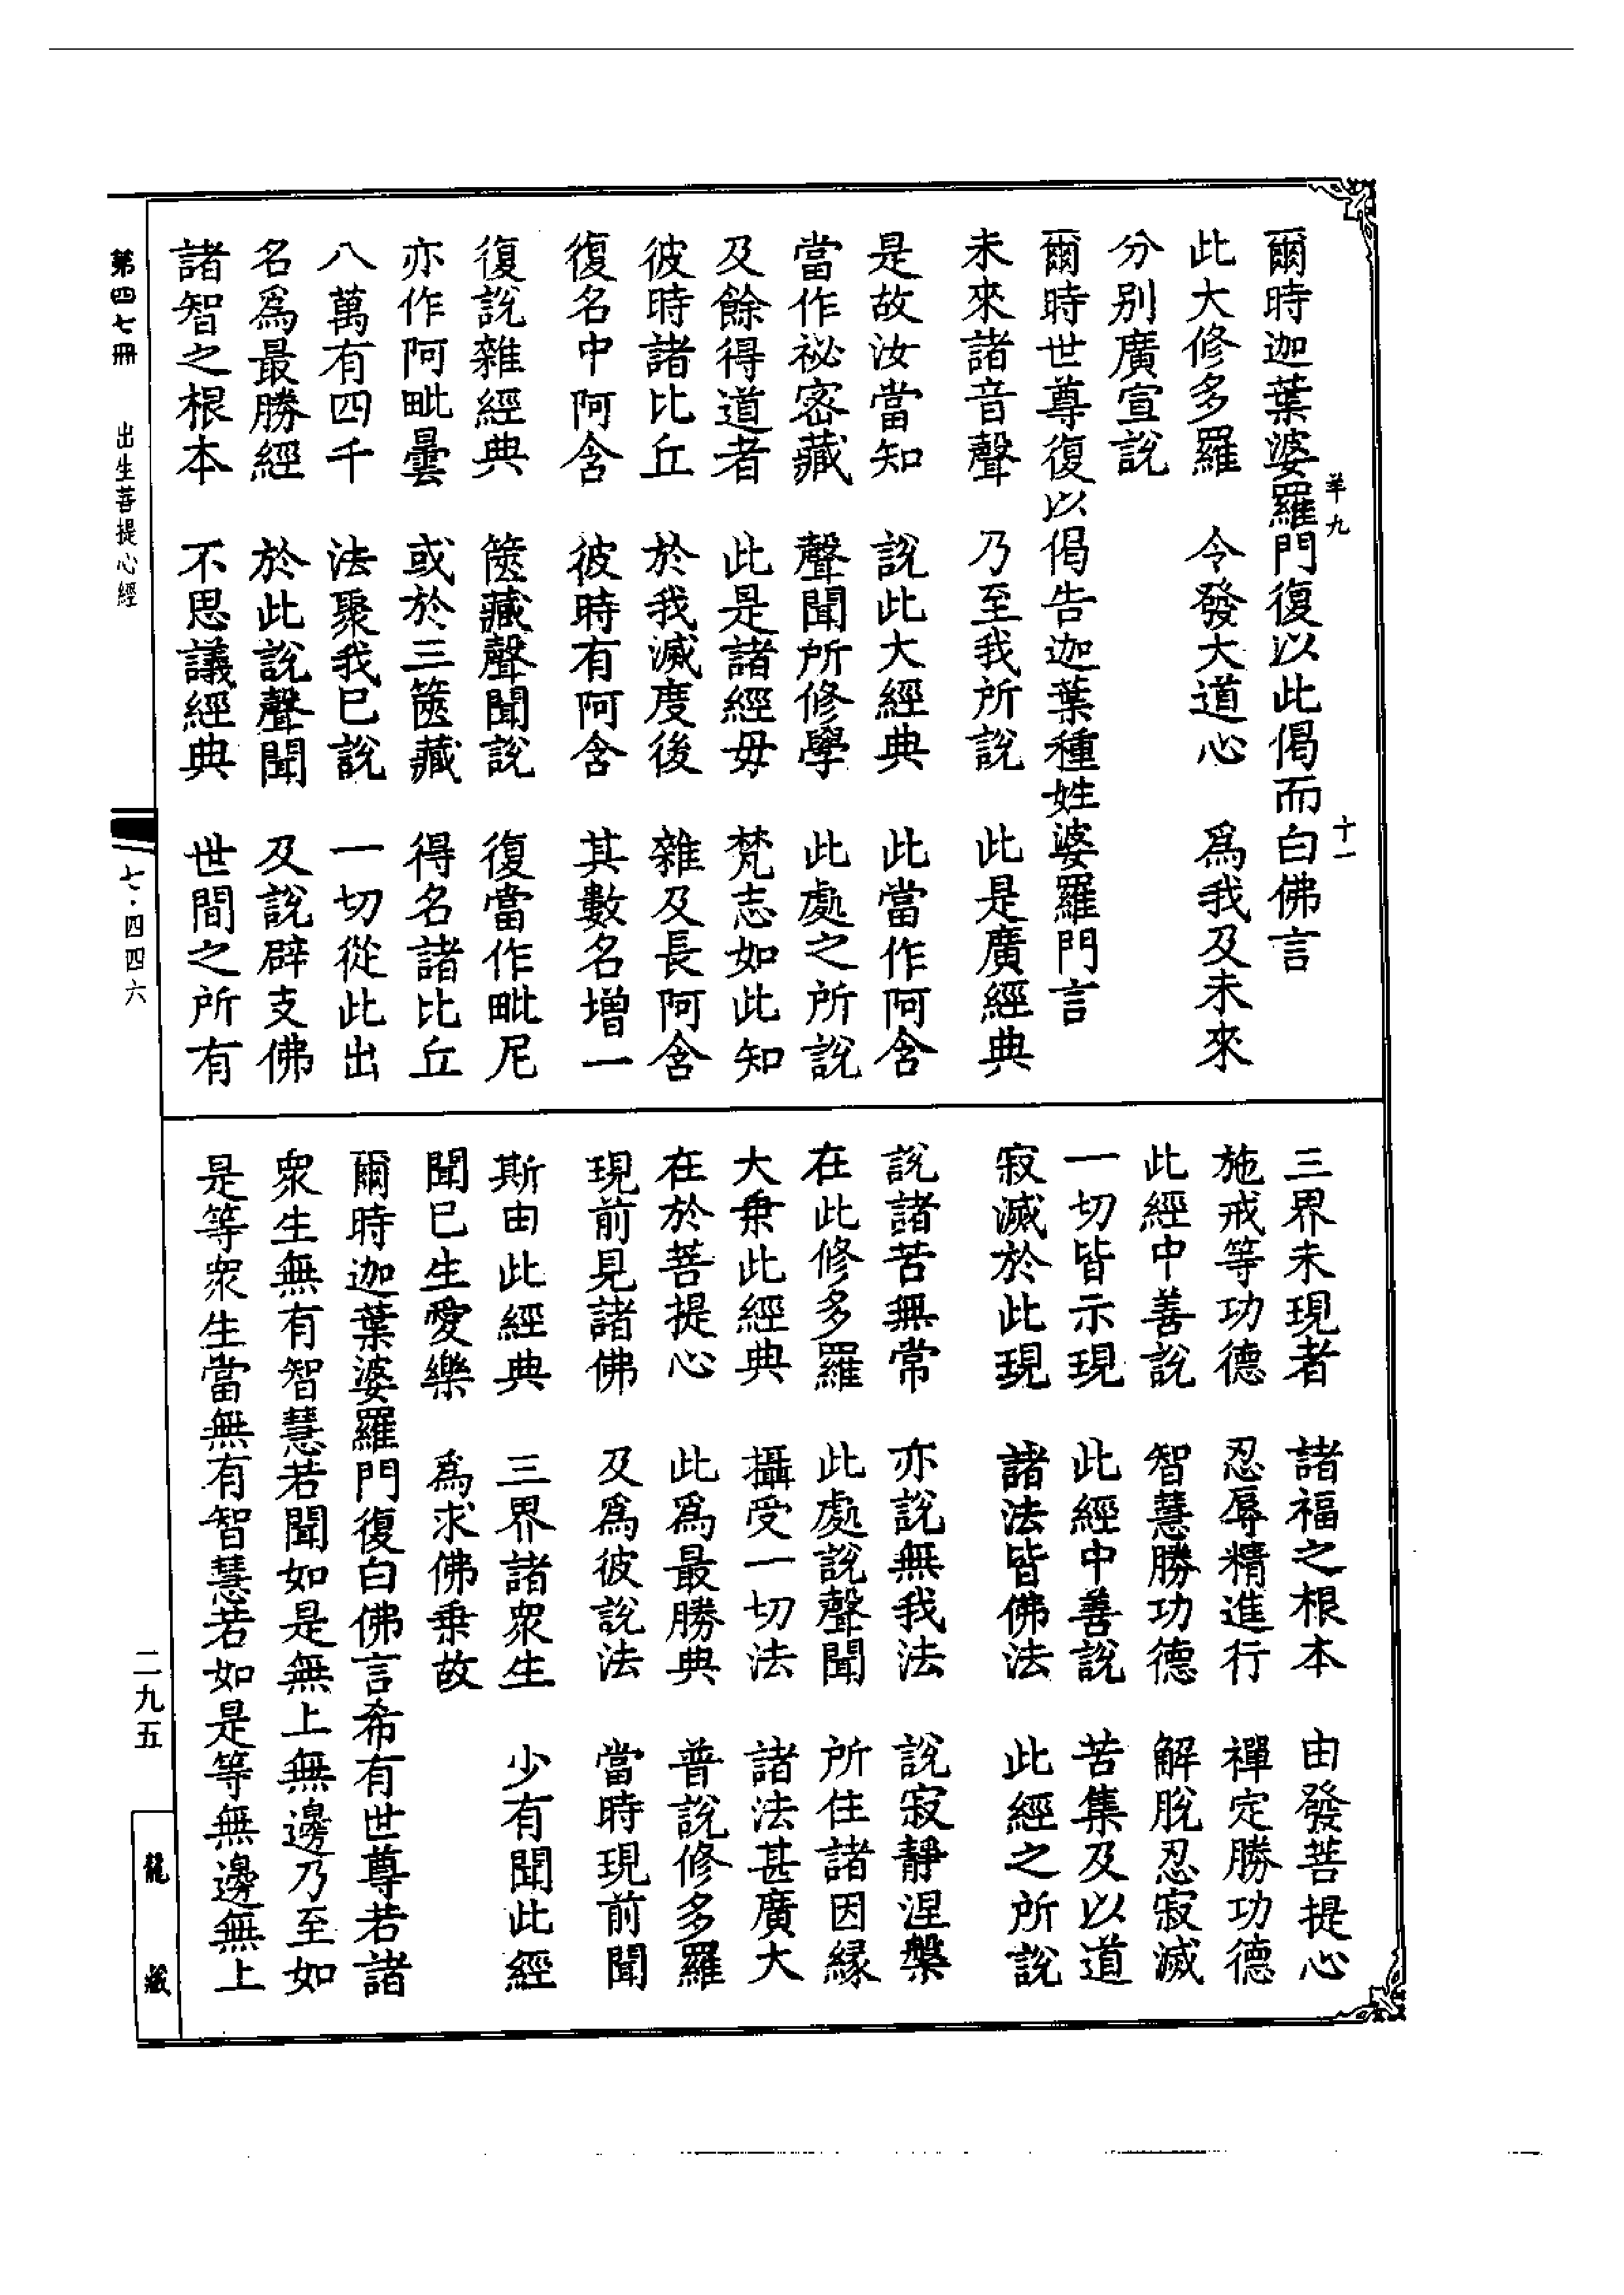 爾時迦葉婆羅門復以此偈而白佛言
此大修多羅　令發大道心　爲我及未來
分别廣宣說
爾時世尊復以偈告迦葉種姓婆羅門言
未來諸音聲　乃至我所說　此是廣經典
是故汝當知　說此大經典　此當作阿含
當作祕密藏　聲聞所修學　此處之所說
及餘得道者　此是諸經毋　梵志如此知
彼時諸比丘　於我滅度後　雜及長阿含
復名中阿含　彼時有阿含　其數名增一
復說雜經典　篋藏聲聞說　復當作毗尼
亦作阿毗曇　或於三篋藏　得名諸比丘
八萬有四千　法聚我已說　一切從此出
名爲最勝經　於此說聲聞　及說辟支佛
諸智之根本　不思議經典　世間之所有
三界未現者　諸福之根本　由發菩提心
施戒等功德　忍辱精進行　禪定勝功德
此經中善說　智慧勝功德　解脫忍寂滅
一切皆示現　此經中善說　苦集及以道
寂滅於此現　諸法皆佛法　此經之所說
說諸苦無常　亦說無我法　說寂靜涅槃
在此修多羅　此處說聲聞　所住諸因緣
大乗此經典　攝受一切法　諸法甚廣大
在於菩提心　此爲最勝典　普說修多羅
現前見諸佛　及爲彼說法　當時現前聞
斯由此經典　三界諸衆生　少有聞此經
聞已生愛樂　爲求佛乗故
爾時迦葉婆羅門復白佛言希有世尊若諸
衆生無有智慧若聞如是無上無邊乃至如
是等衆生當無有智慧若如是等無邊無上
羊九　十一
第四七冊　出生菩提心經　七·四四六　二九五
龍藏